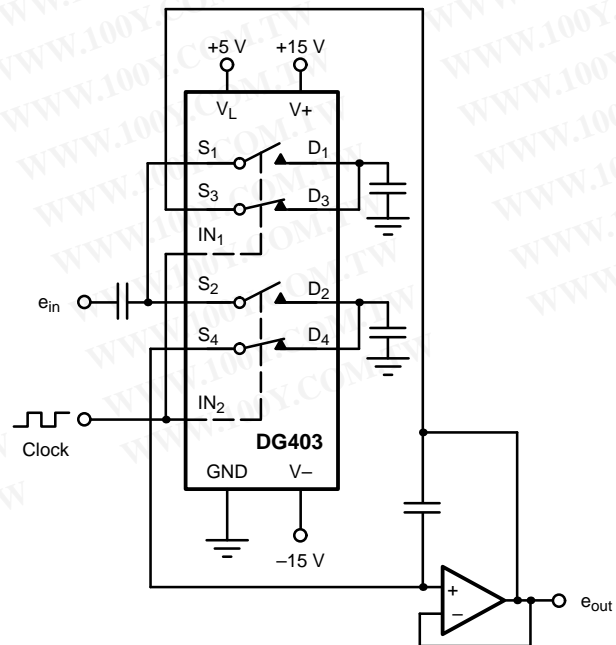 +5 V
+15 V
V_L
V+
S_1
D_1
S_3
D_3
IN_1
S_2
D_2
e_in
S_4
D_4
IN_2
Clock
DG403
GND
V–
–15 V
+
–
e_out
WWW.100Y.COM.TW